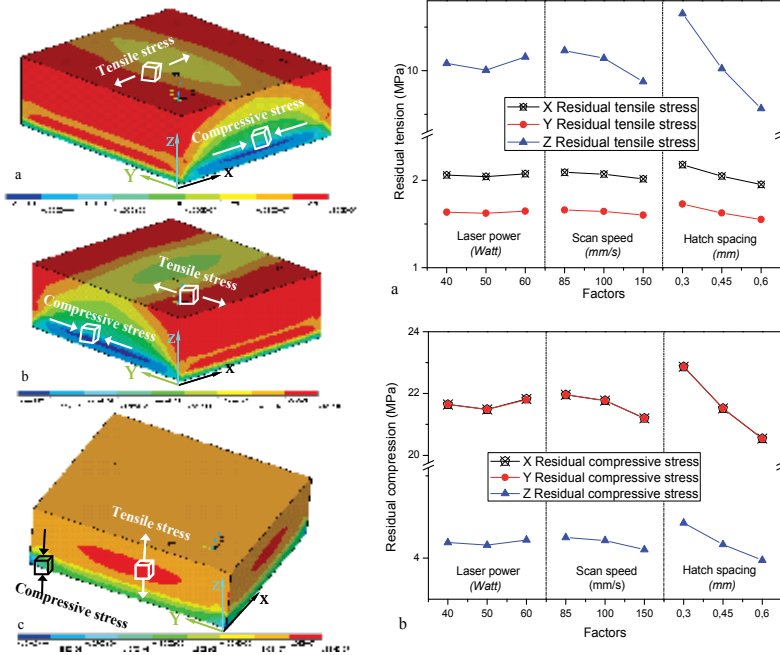 Tensile stress
Compressive stress
a
Z
Y
X
Tensile stress
Compressive stress
b
Z
Y
X
Tensile stress
Compressive stress
c
Z
Y
X
Residual tension (MPa)
10
2
1
X Residual tensile stress
Y Residual tensile stress
Z Residual tensile stress
Laser power
(Watt)
Scan speed
(mm/s)
Hatch spacing
(mm)
40 50 60 85 100 150 0,3 0,45 0,6
a
Factors
Residual compression (MPa)
24
22
20
4
X Residual compressive stress
Y Residual compressive stress
Z Residual compressive stress
Laser power
(Watt)
Scan speed
(mm/s)
Hatch spacing
(mm)
40 50 60 85 100 150 0,3 0,45 0,6
b
Factors